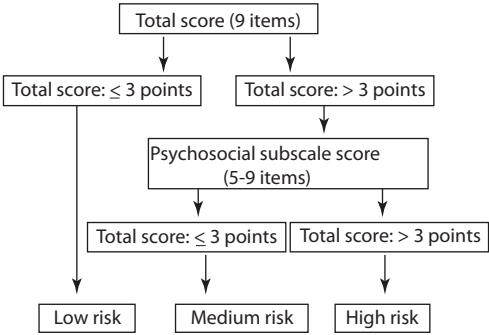 Total score (9 items)
Total score: ≤ 3 points
Total score: > 3 points
Psychosocial subscale score
(5-9 items)
Total score: ≤ 3 points
Total score: > 3 points
Low risk
Medium risk
High risk